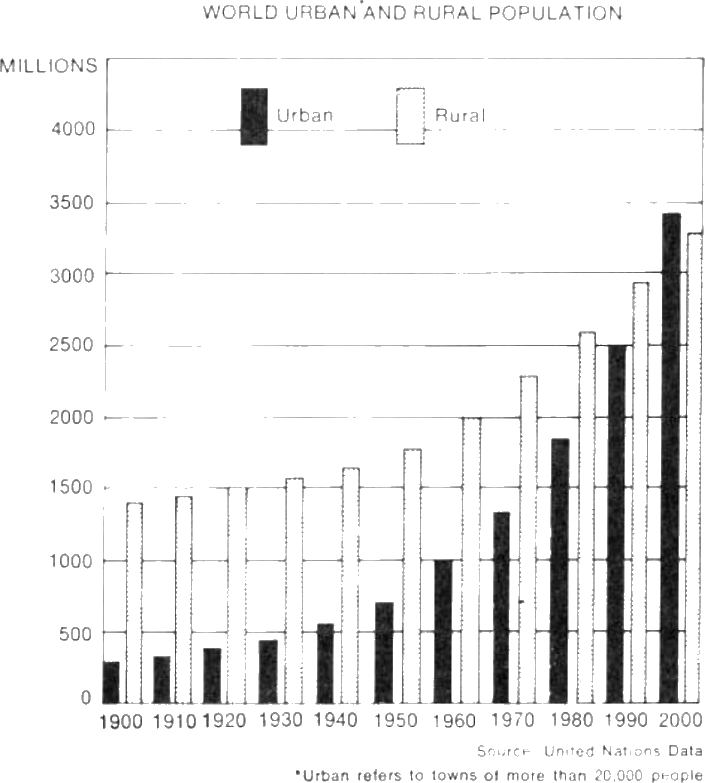 WORLD URBAN* AND RURAL POPULATION
MILLIONS
Urban Rural
4000
3500
3000
2500
2000
1500
1000
500
0
1900 1910 1920 1930 1940 1950 1960 1970 1980 1990 2000
Source United Nations Data
*Urban refers to towns of more than 20,000 people